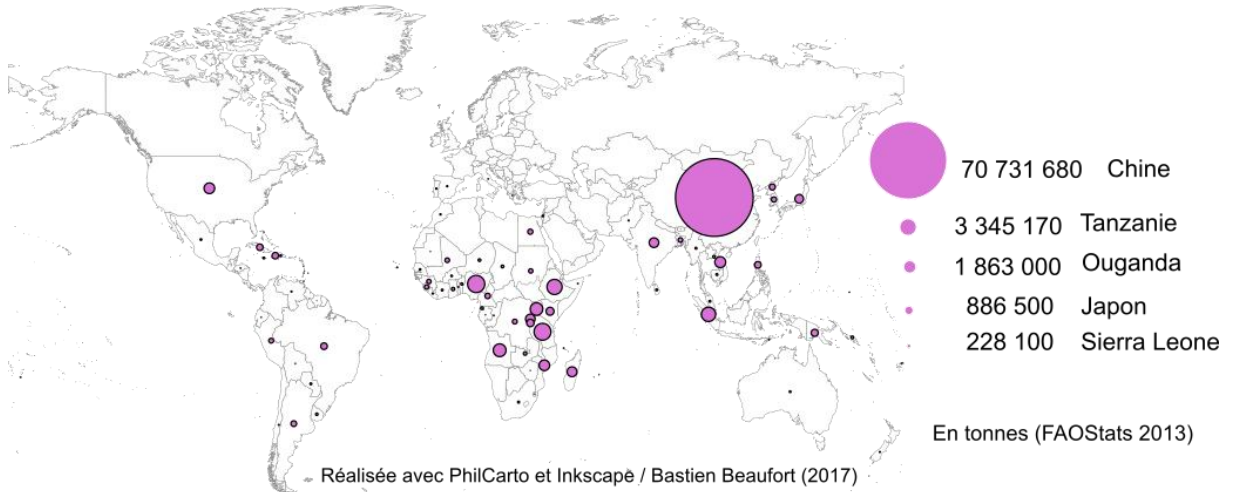 70 731 680 Chine
3 345 170 Tanzanie
1 863 000 Ouganda
886 500 Japon
228 100 Sierra Leone
En tonnes (FAOStats 2013)
Réalisée avec PhilCarto et Inkscape / Bastien Beaufort (2017)